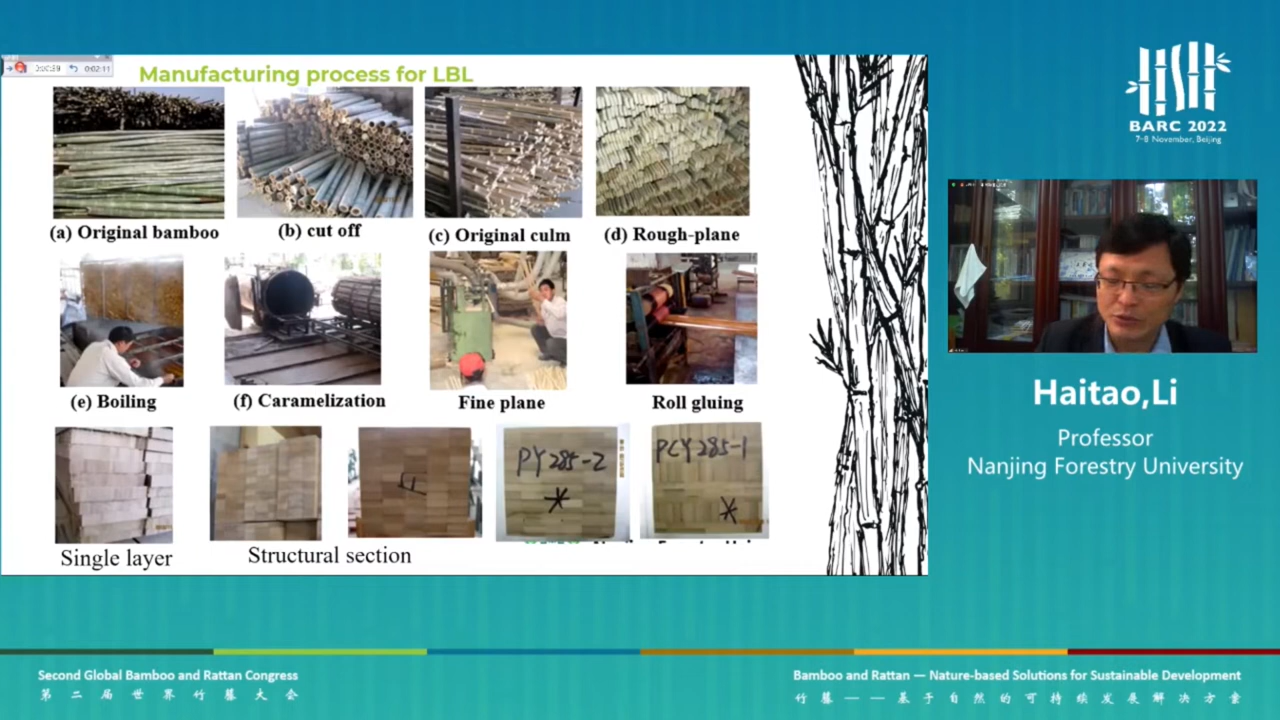 0:02:11
Manufacturing process for LBL
(a) Original bamboo
(b) cut off
(c) Original culm
(d) Rough-plane
(e) Boiling
(f) Caramelization
Fine plane
Roll gluing
PY285-2
PCY285-1
Single layer
Structural section
BARC 2022
7-8 November, Beijing
Haitao,Li
Professor
Nanjing Forestry University
Second Global Bamboo and Rattan Congress
第二届世界竹藤大会
Bamboo and Rattan — Nature-based Solutions for Sustainable Development
竹藤——基于自然的可持续发展解决方案